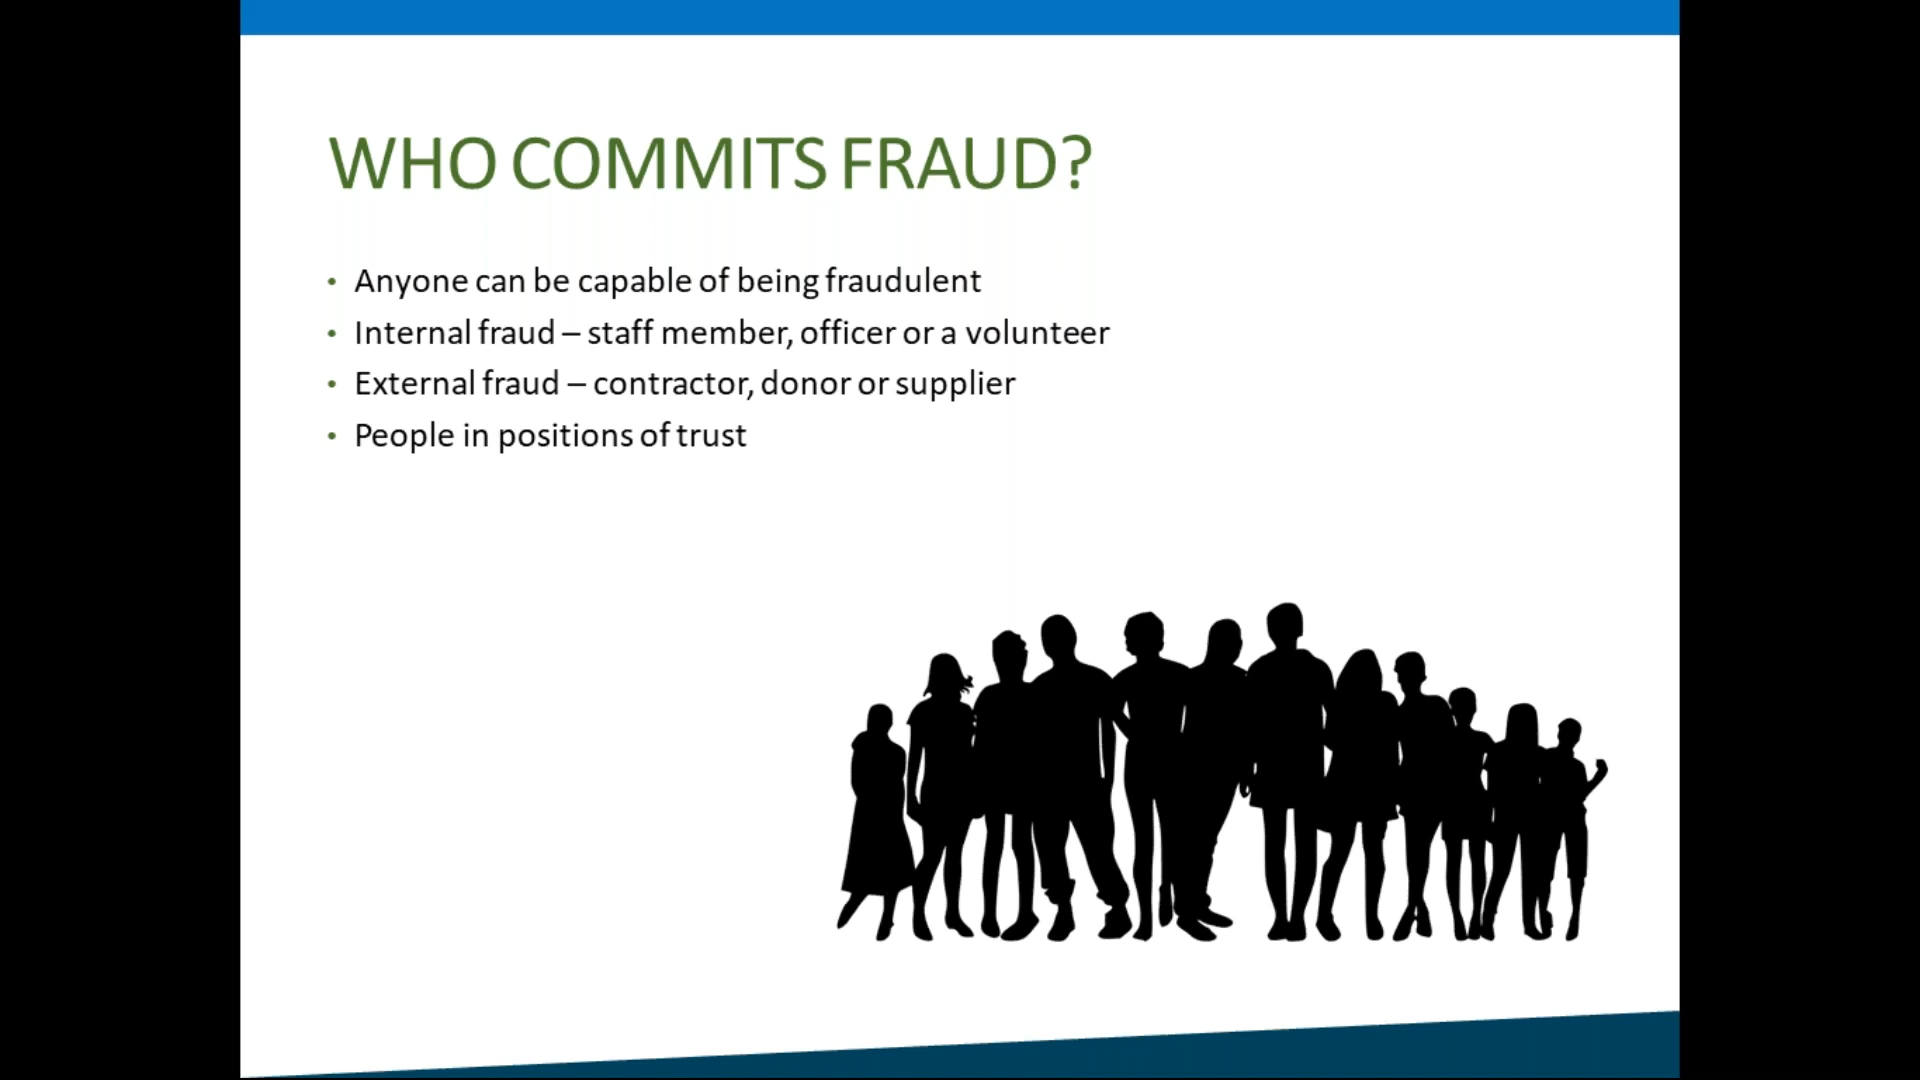 WHO COMMITS FRAUD?
• Anyone can be capable of being fraudulent
• Internal fraud – staff member, officer or a volunteer
• External fraud – contractor, donor or supplier
• People in positions of trust